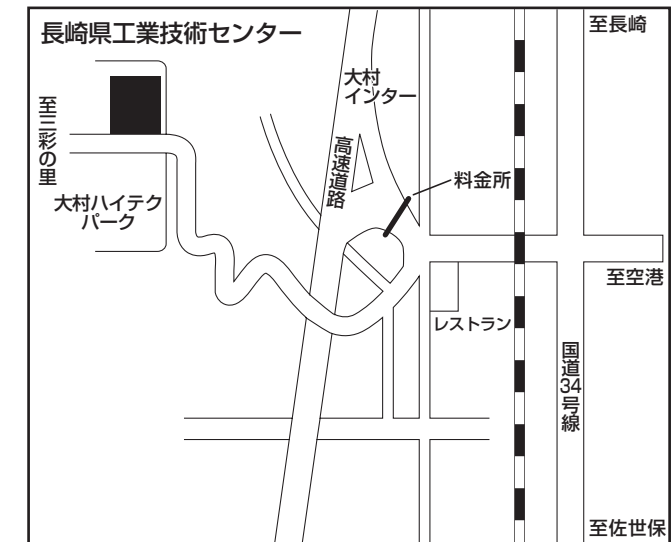 長崎県工業技術センター
至長崎
大村
インター
至三彩の里
高速道路
料金所
大村ハイテク
パーク
至空港
レストラン
国道34号線
至佐世保